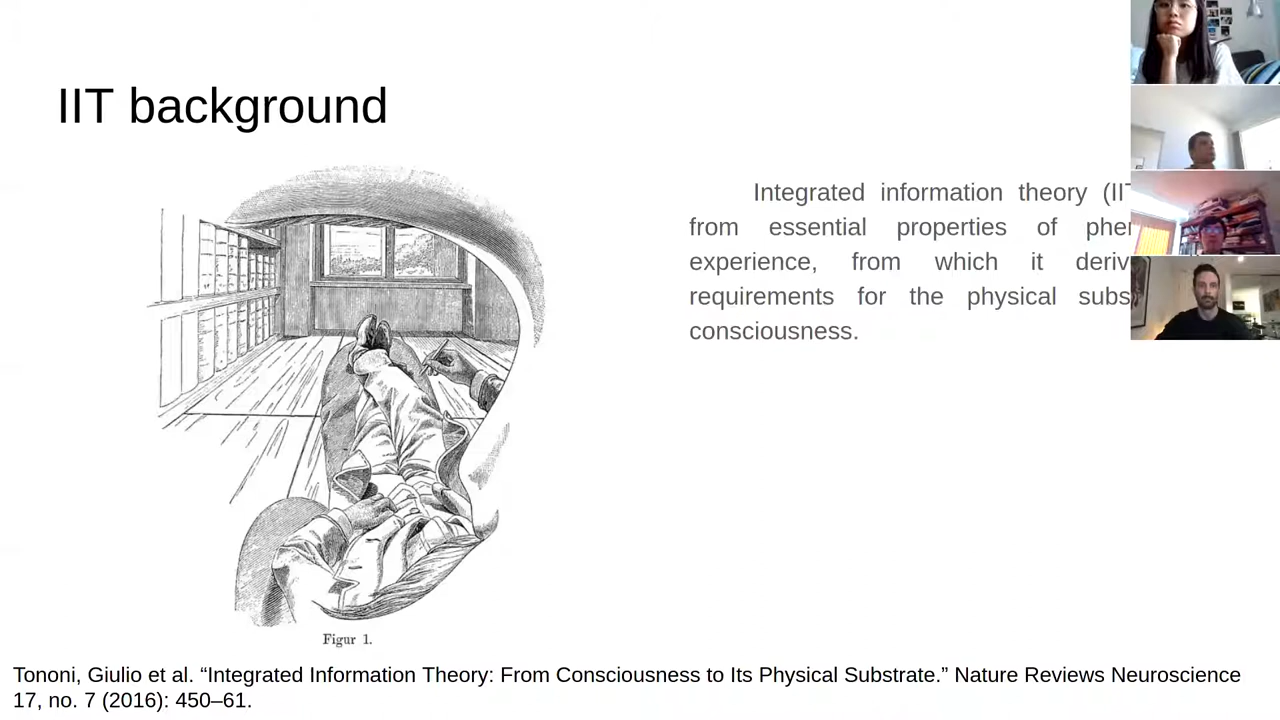 IIT background
Integrated information theory
from essential properties of
experience, from which it
requirements for the physical
consciousness.
Figur 1.
Tononi, Giulio et al. “Integrated Information Theory: From Consciousness to Its Physical Substrate.” Nature Reviews Neuroscience
17, no. 7 (2016): 450–61.